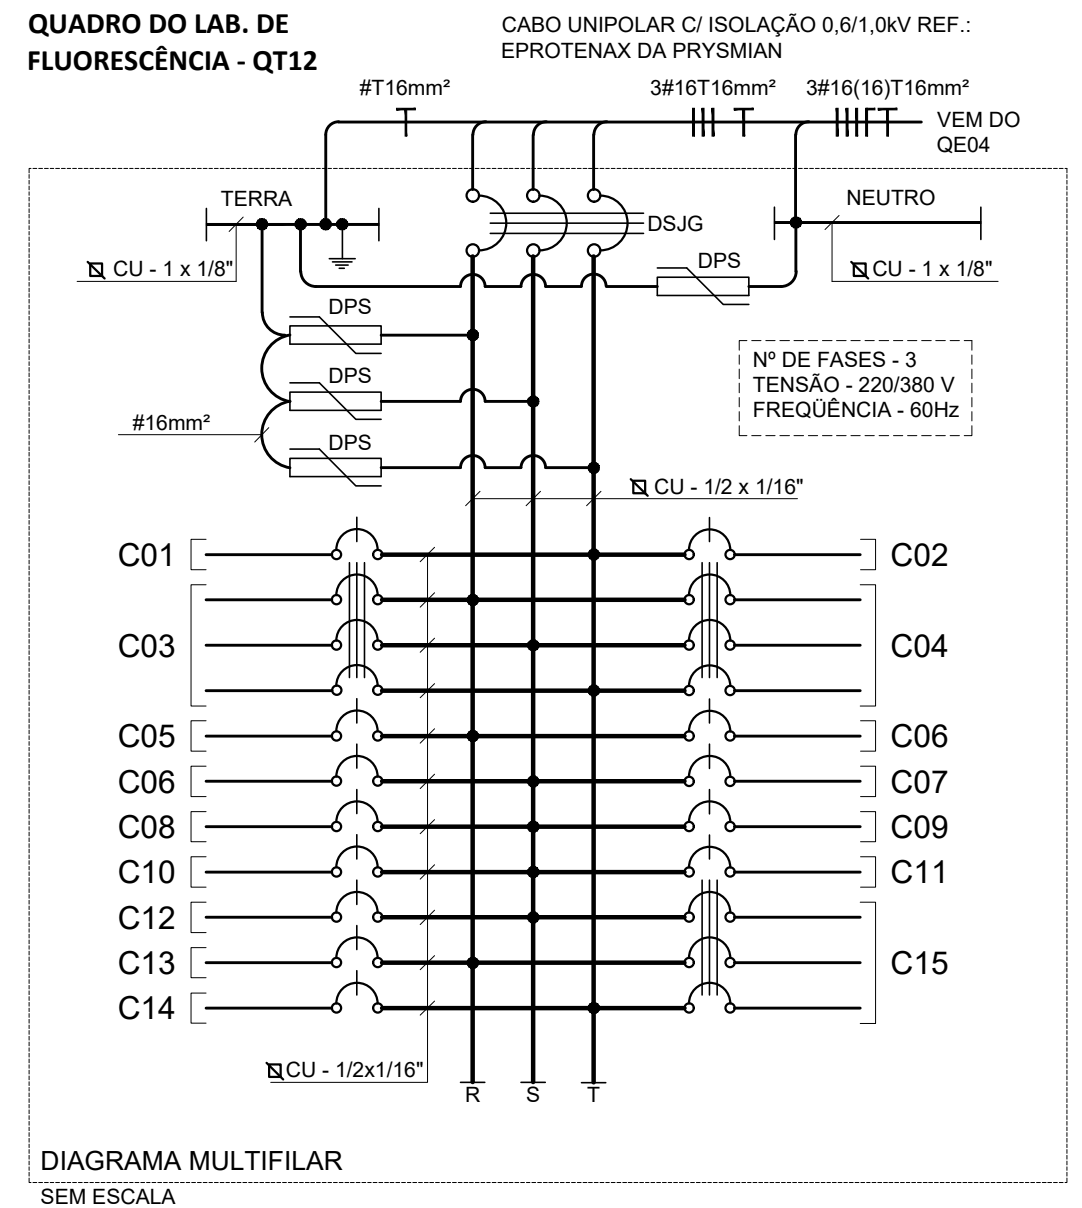 QUADRO DO LAB. DE
FLUORESCÊNCIA - QT12
CABO UNIPOLAR C/ ISOLAÇÃO 0,6/1,0kV REF.:
EPROTENAX DA PRYSMIAN
#T16mm²
3#16T16mm²
3#16(16)T16mm²
VEM DO
QE04
TERRA
NEUTRO
DSJG
CU - 1 x 1/8"
DPS
CU - 1 x 1/8"
DPS
Nº DE FASES - 3
TENSÃO - 220/380 V
FREQÜÊNCIA - 60Hz
DPS
#16mm²
DPS
CU - 1/2 x 1/16"
C01
C02
C03
C04
C05
C06
C06
C07
C08
C09
C10
C11
C12
C13
C15
C14
CU - 1/2x1/16"
R
S
T
DIAGRAMA MULTIFILAR
SEM ESCALA